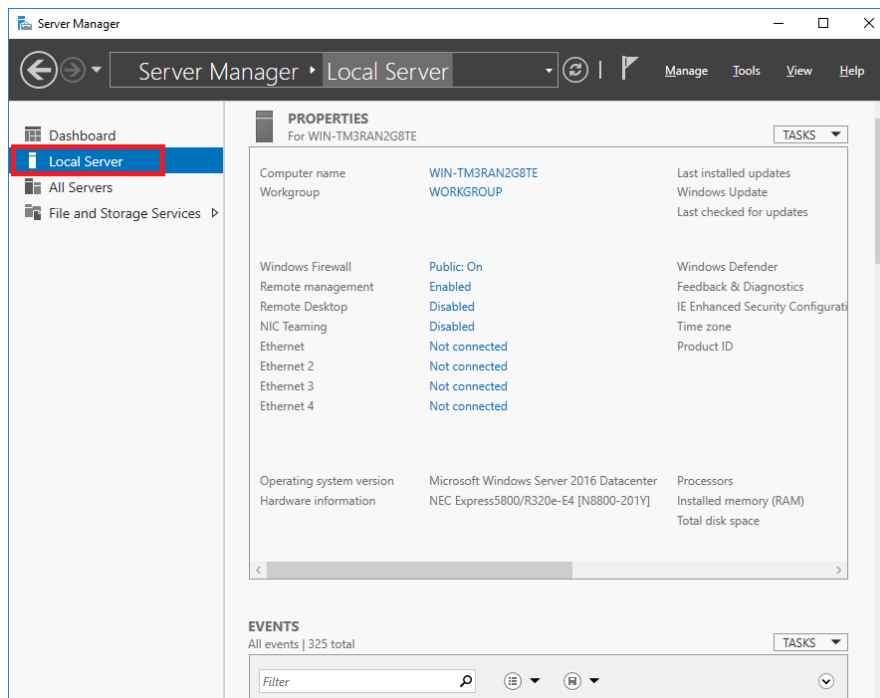 Server Manager
Server Manager Local Server
Manage Tools View Help
Dashboard
Local Server
All Servers
File and Storage Services
PROPERTIES
For WIN-TM3RAN2G8TE
TASKS
Computer name WIN-TM3RAN2G8TE Last installed updates
Workgroup WORKGROUP Windows Update
Last checked for updates
Windows Firewall Public: On Windows Defender
Remote management Enabled Feedback & Diagnostics
Remote Desktop Disabled IE Enhanced Security Configurati
NIC Teaming Disabled Time zone
Ethernet Not connected Product ID
Ethernet 2 Not connected
Ethernet 3 Not connected
Ethernet 4 Not connected
Operating system version Microsoft Windows Server 2016 Datacenter Processors
Hardware information NEC Express5800/R320e-E4 [N8800-201Y] Installed memory (RAM)
Total disk space
EVENTS
All events | 325 total
TASKS
Filter